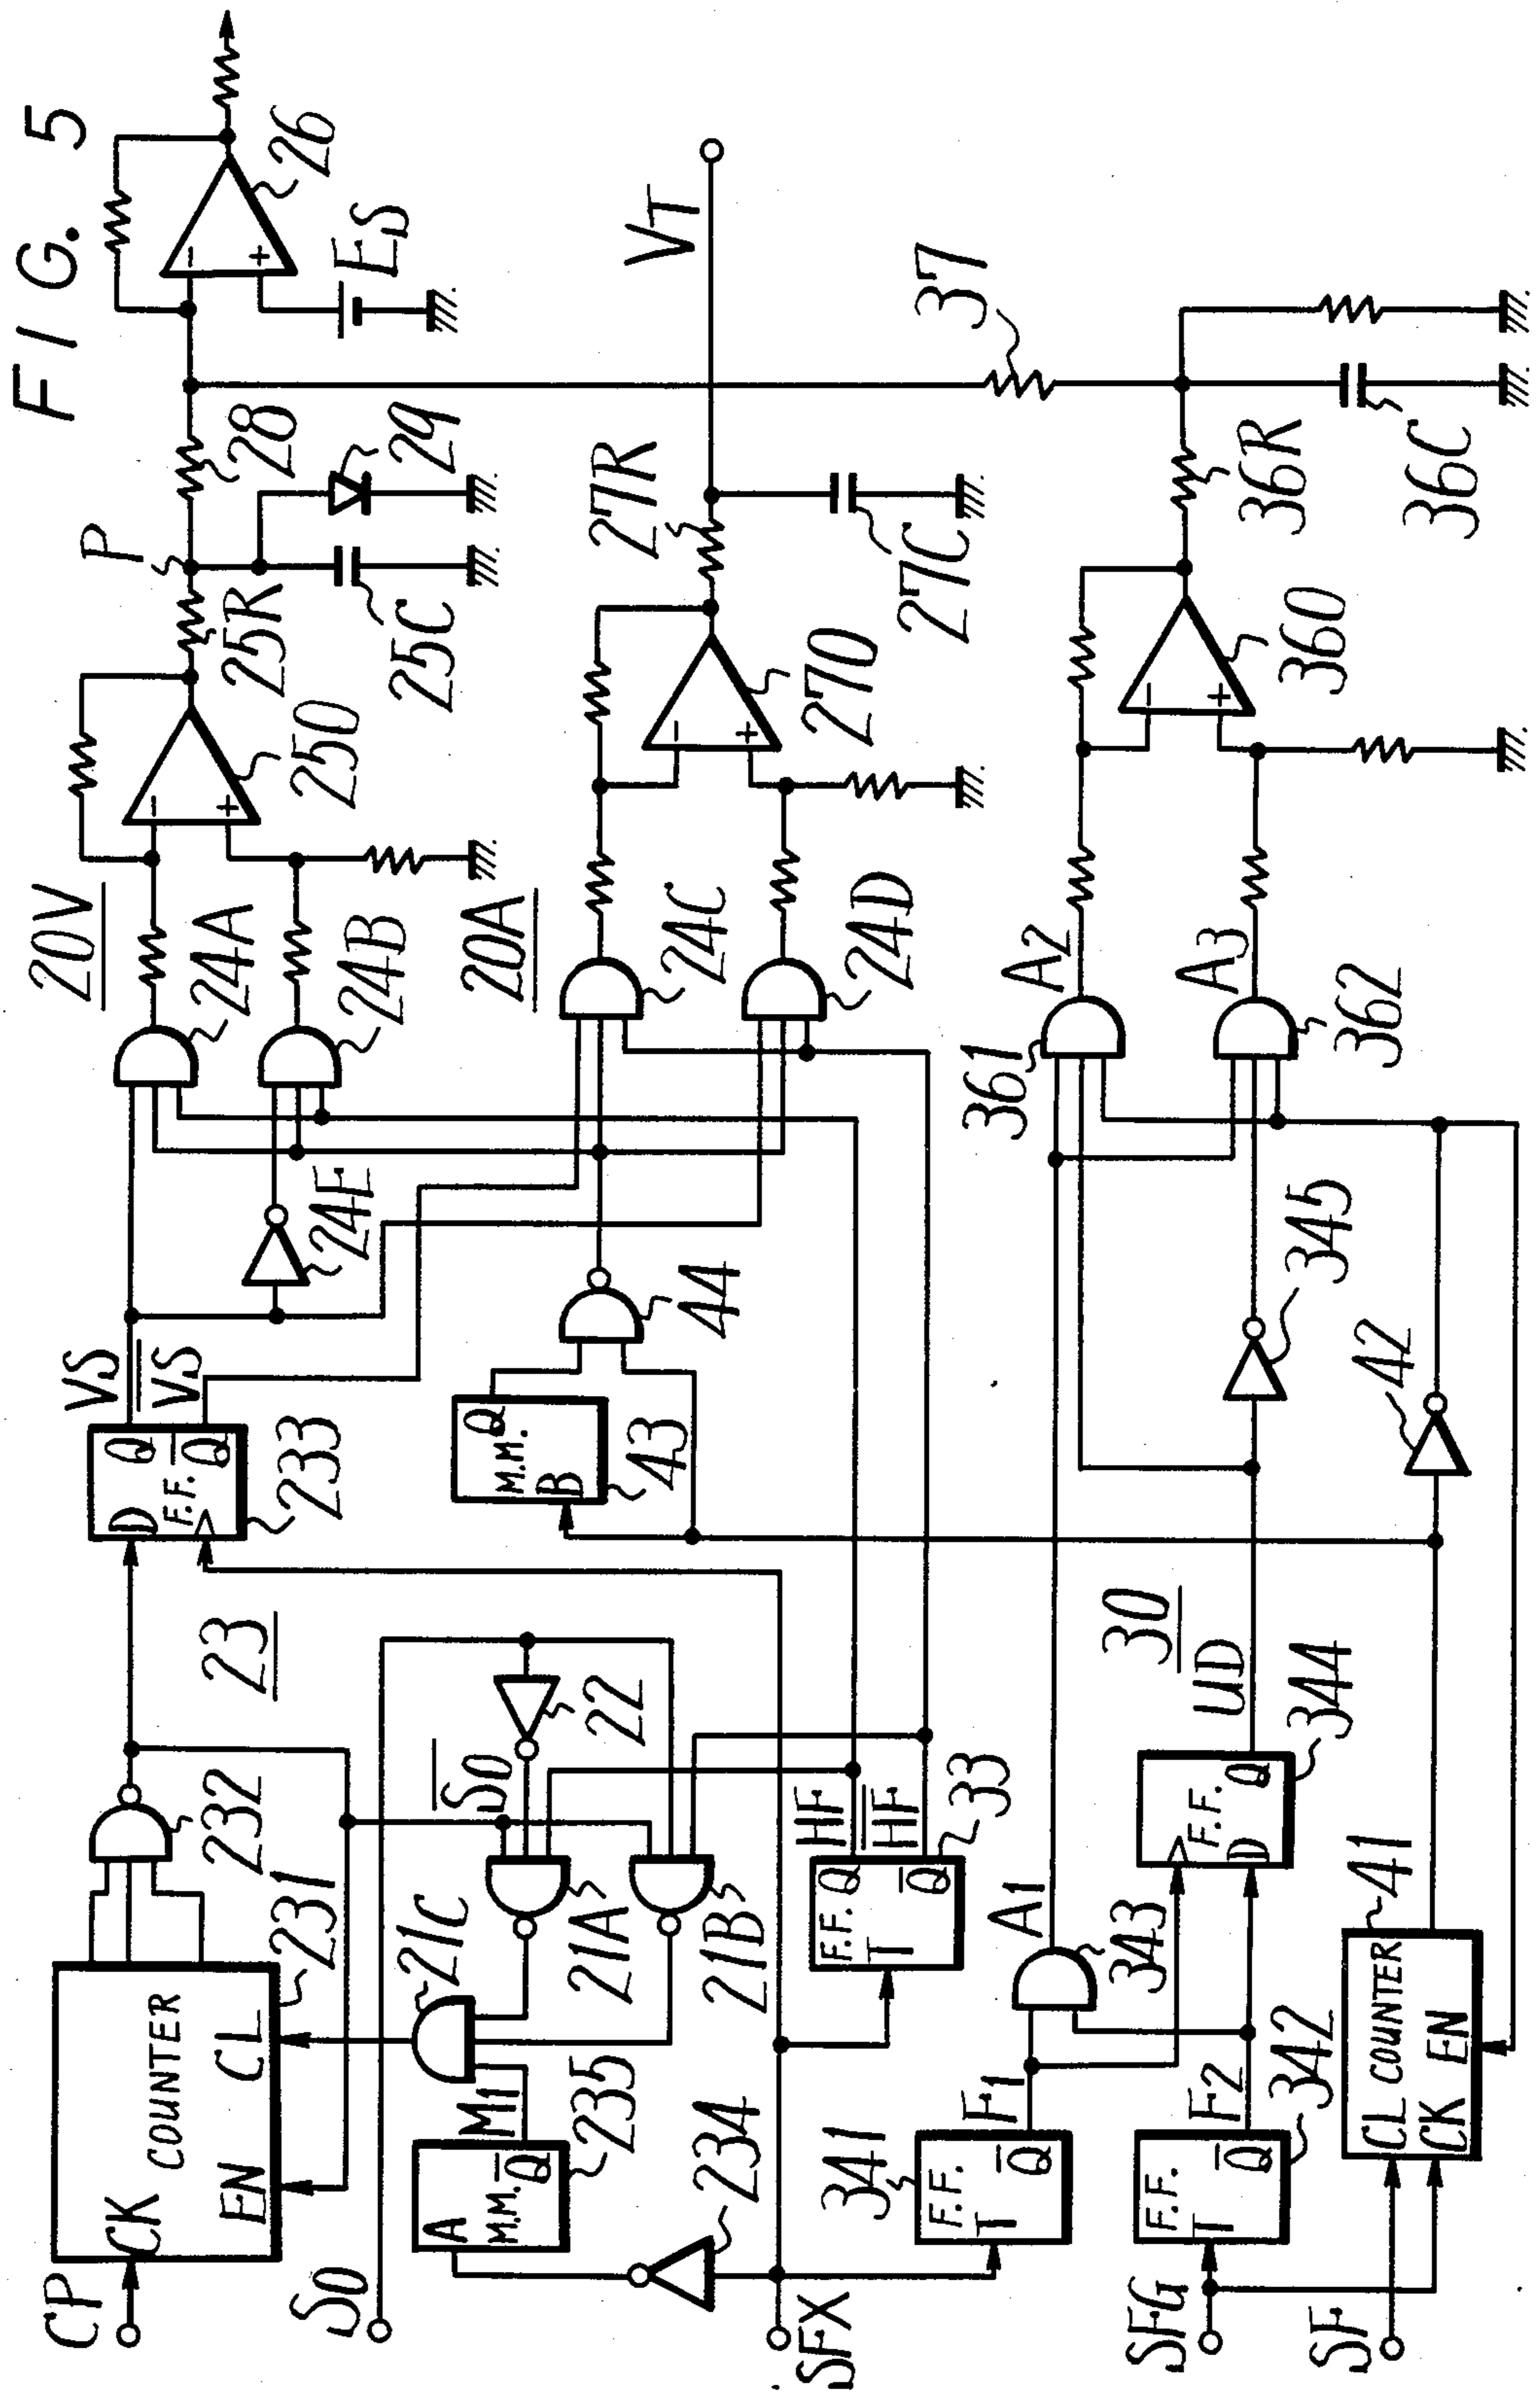 FIG. 5
20V
P
28
26
24A
25R
29
ES
250
24B
25C
VS
V̅S̅
24E
20A
27R
VT
D Q
F.F. Q̅
233
24C
27C
37
23
M.M. Q
B
43
44
24D
270
CP
CK COUNTER
EN CL
231
232
A2
361
36R
SO
A M.M. Q̅
235
M1
21C
S̅O̅
22
21A
21B
A3
362
360
36C
234
SFX
F.F. Q
T Q̅
HF
H̅F̅
33
345
341
F.F.
T Q̅
F1
A1
343
30
UD
42
SFG
F.F.
T Q̅
342
F2
F.F.
D Q
344
SF
CL COUNTER
CK EN
41